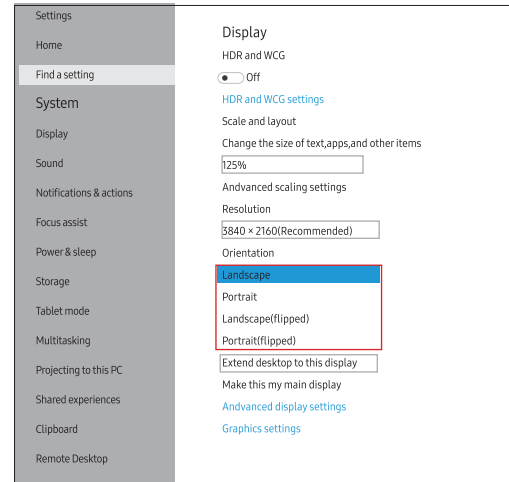 Settings
Home
Find a setting
System
Display
Sound
Notifications & actions
Focus assist
Power & sleep
Storage
Tablet mode
Multitasking
Projecting to this PC
Shared experiences
Clipboard
Remote Desktop
Display
HDR and WCG
Off
HDR and WCG settings
Scale and layout
Change the size of text,apps,and other items
125%
Andvanced scaling settings
Resolution
3840 × 2160(Recommended)
Orientation
Landscape
Portrait
Landscape(flipped)
Portrait(flipped)
Extend desktop to this display
Make this my main display
Andvanced display settings
Graphics settings